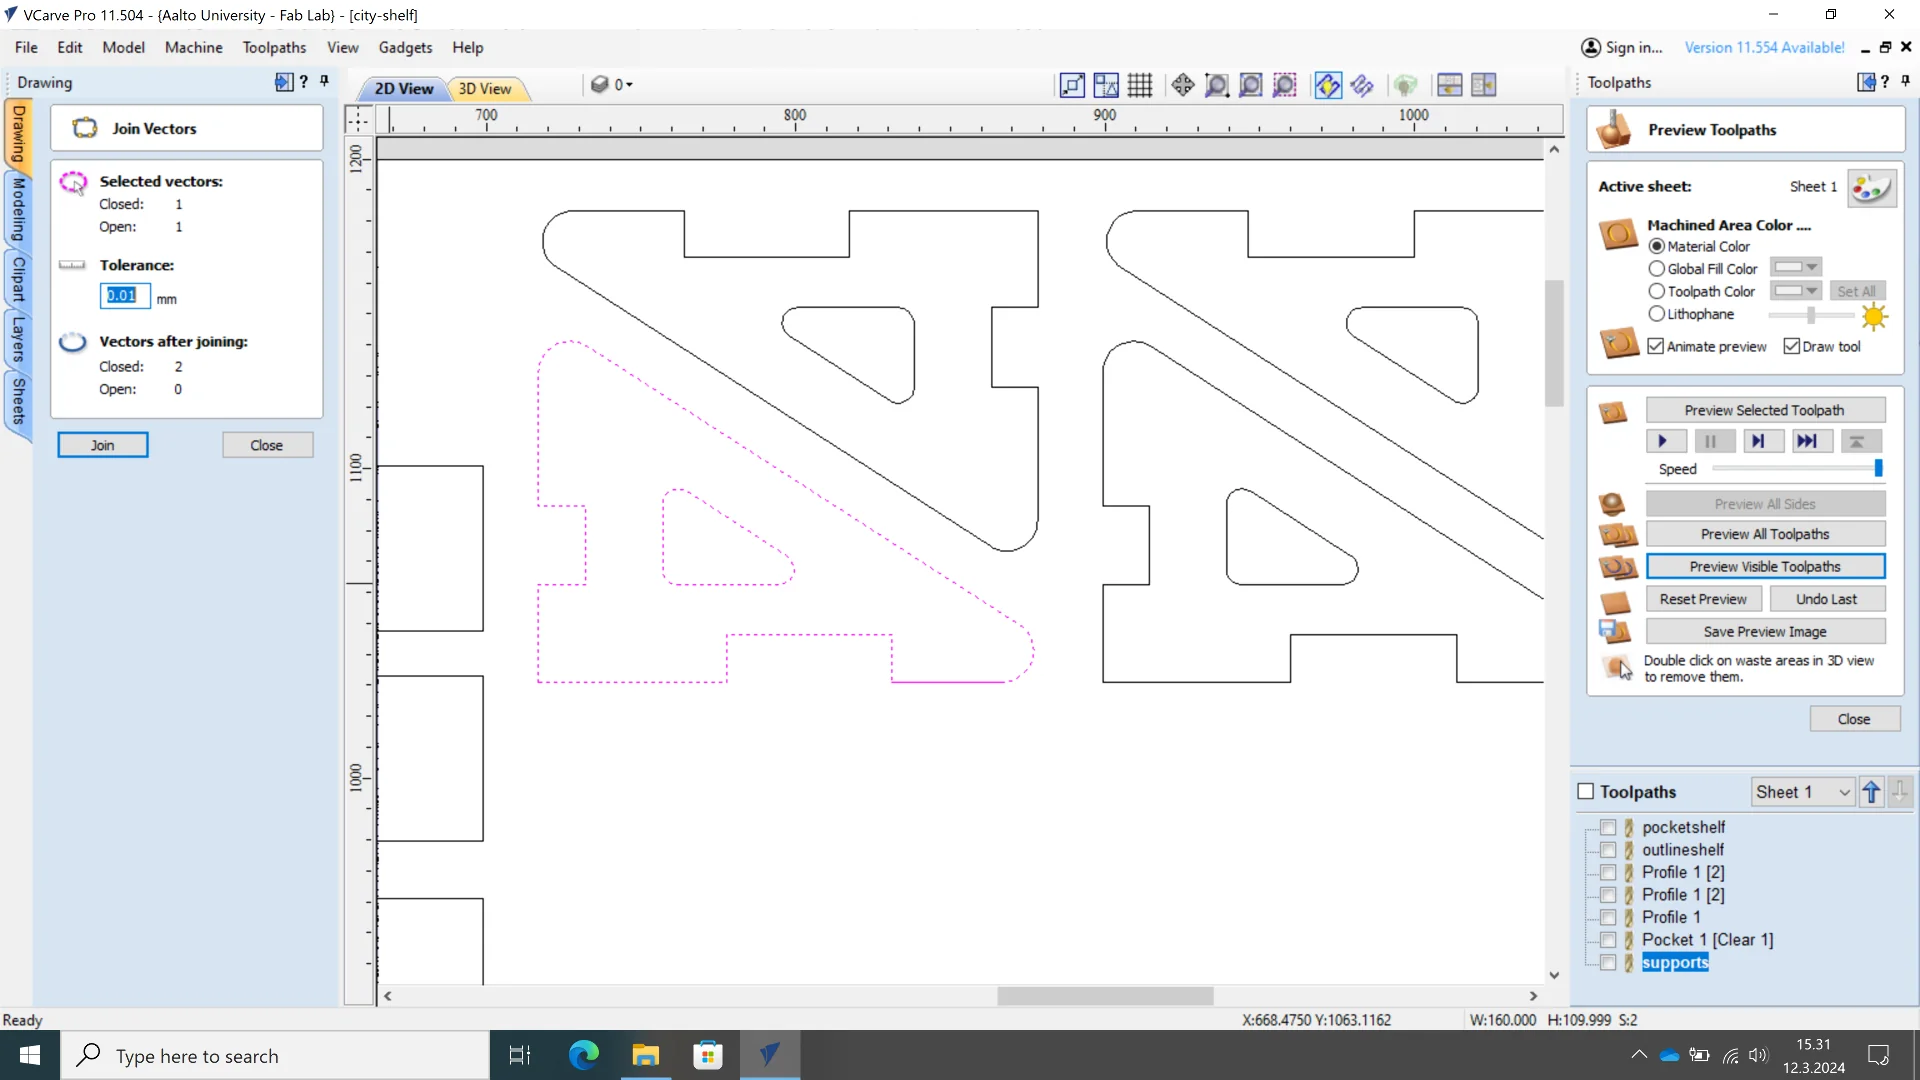 VCarve Pro 11.504 - {Aalto University - Fab Lab} - [city-shelf]
File Edit Model Machine Toolpaths View Gadgets Help
Sign in... Version 11.554 Available!
Drawing
?
2D View
3D View
0
Toolpaths
?
Drawing
Modeling
Clipart
Layers
Sheets
Join Vectors
Selected vectors:
Closed: 1
Open: 1
Tolerance:
0.01 mm
Vectors after joining:
Closed: 2
Open: 0
Join
Close
700 800 900 1000
1200
1100
1000
Preview Toolpaths
Active sheet: Sheet 1
Machined Area Color ....
Material Color
Global Fill Color
Toolpath Color
Set All
Lithophane
Animate preview
Draw tool
Preview Selected Toolpath
Speed
Preview All Sides
Preview All Toolpaths
Preview Visible Toolpaths
Reset Preview
Undo Last
Save Preview Image
Double click on waste areas in 3D view
to remove them.
Close
Toolpaths
Sheet 1
pocketshelf
outlineshelf
Profile 1 [2]
Profile 1 [2]
Profile 1
Pocket 1 [Clear 1]
supports
Ready
X:668.4750 Y:1063.1162
W:160.000 H:109.999 S:2
Type here to search
15.31
12.3.2024